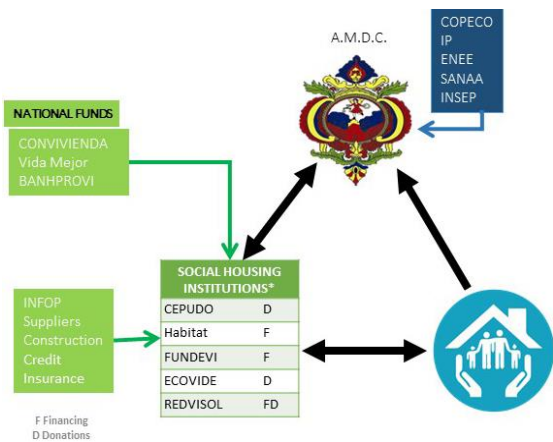 A.M.D.C.
COPECO
IP
ENEE
SANAA
INSEP
NATIONAL FUNDS
CONVIVIENDA
Vida Mejor
BANHPROVI
SOCIAL HOUSING
INSTITUTIONS*
CEPUDO D
Habitat F
FUNDEVI F
ECOVIDE D
REDVISOL FD
INFOP
Suppliers
Construction
Credit
Insurance
F Financing
D Donations